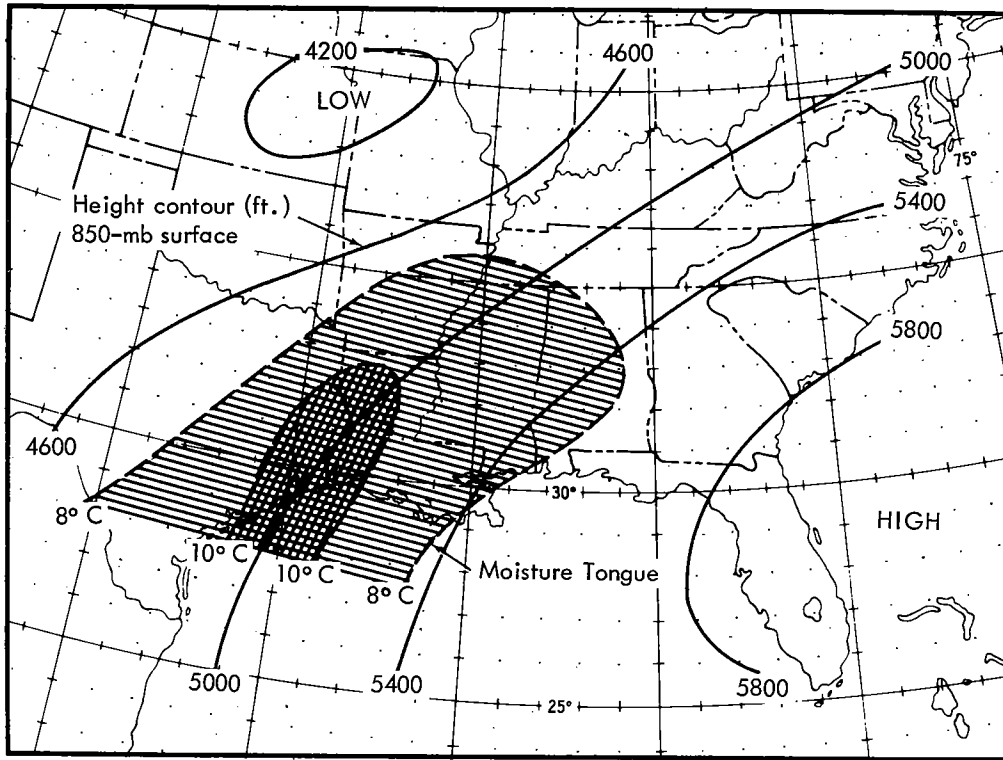 4200
LOW
4600
5000
75°
Height contour (ft.)
850-mb surface
5400
5800
4600
8° C
30°
HIGH
10° C
10° C
8° C
Moisture Tongue
5000
5400
25°
5800